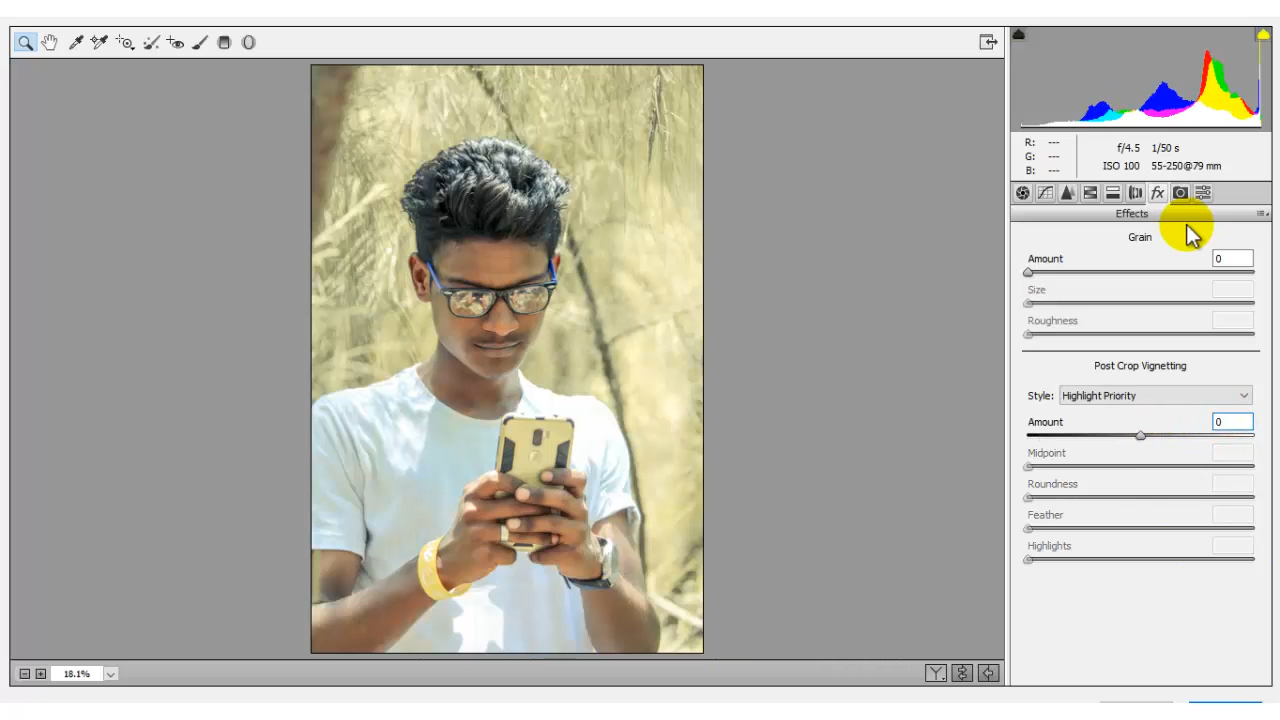 R: ---
G: ---
B: ---
f/4.5 1/50 s
ISO 100 55-250@79 mm
fx
Effects
Grain
Amount 0
Size
Roughness
Post Crop Vignetting
Style: Highlight Priority
Amount 0
Midpoint
Roundness
Feather
Highlights
18.1%
Y